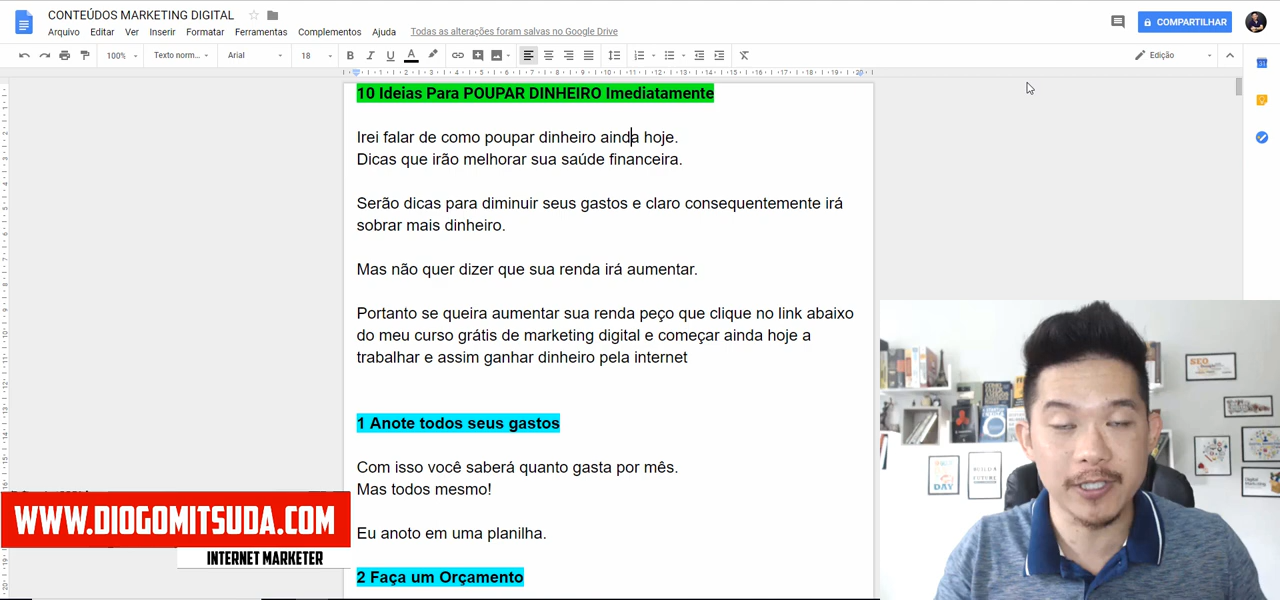 CONTEÚDOS MARKETING DIGITAL
COMPARTILHAR
Arquivo Editar Ver Inserir Formatar Ferramentas Complementos Ajuda Todas as alterações foram salvas no Google Drive
100% Texto norm... Arial 18 B I U A Edição
10 Ideias Para POUPAR DINHEIRO Imediatamente
Irei falar de como poupar dinheiro ainda hoje.
Dicas que irão melhorar sua saúde financeira.
Serão dicas para diminuir seus gastos e claro consequentemente irá
sobrar mais dinheiro.
Mas não quer dizer que sua renda irá aumentar.
Portanto se queira aumentar sua renda peço que clique no link abaixo
do meu curso grátis de marketing digital e começar ainda hoje a
trabalhar e assim ganhar dinheiro pela internet
1 Anote todos seus gastos
Com isso você saberá quanto gasta por mês.
Mas todos mesmo!
Eu anoto em uma planilha.
2 Faça um Orçamento
WWW.DIOGOMITSUDA.COM
INTERNET MARKETER
SEO
DAY